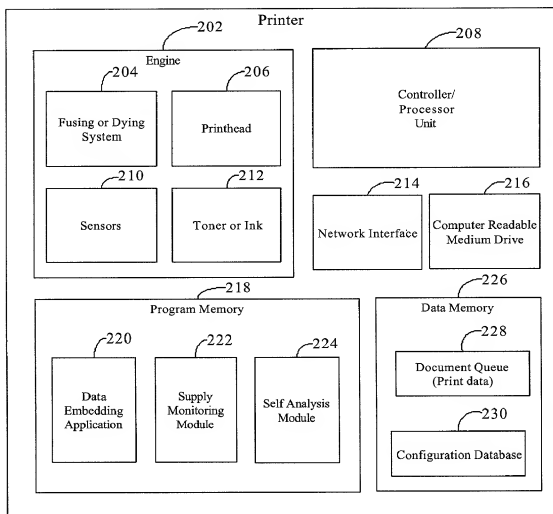 Printer
202
Engine
204
206
Fusing or Dying
System
Printhead
208
Controller/
Processor
Unit
210
212
Sensors
Toner or Ink
214
216
Network Interface
Computer Readable
Medium Drive
218
Program Memory
220
222
224
Data
Embedding
Application
Supply
Monitoring
Module
Self Analysis
Module
226
Data Memory
228
Document Queue
(Print data)
230
Configuration Database